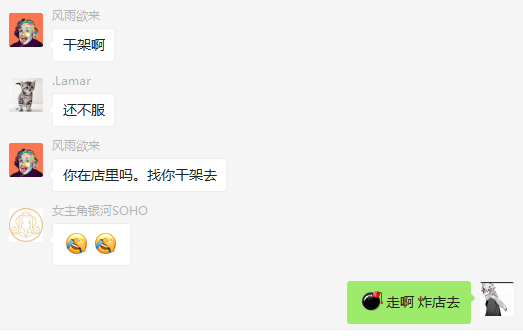 风雨欲来
干架啊
.Lamar
还不服
风雨欲来
你在店里吗。找你干架去
女主角银河SOHO
🤣🤣
💣走啊 炸店去